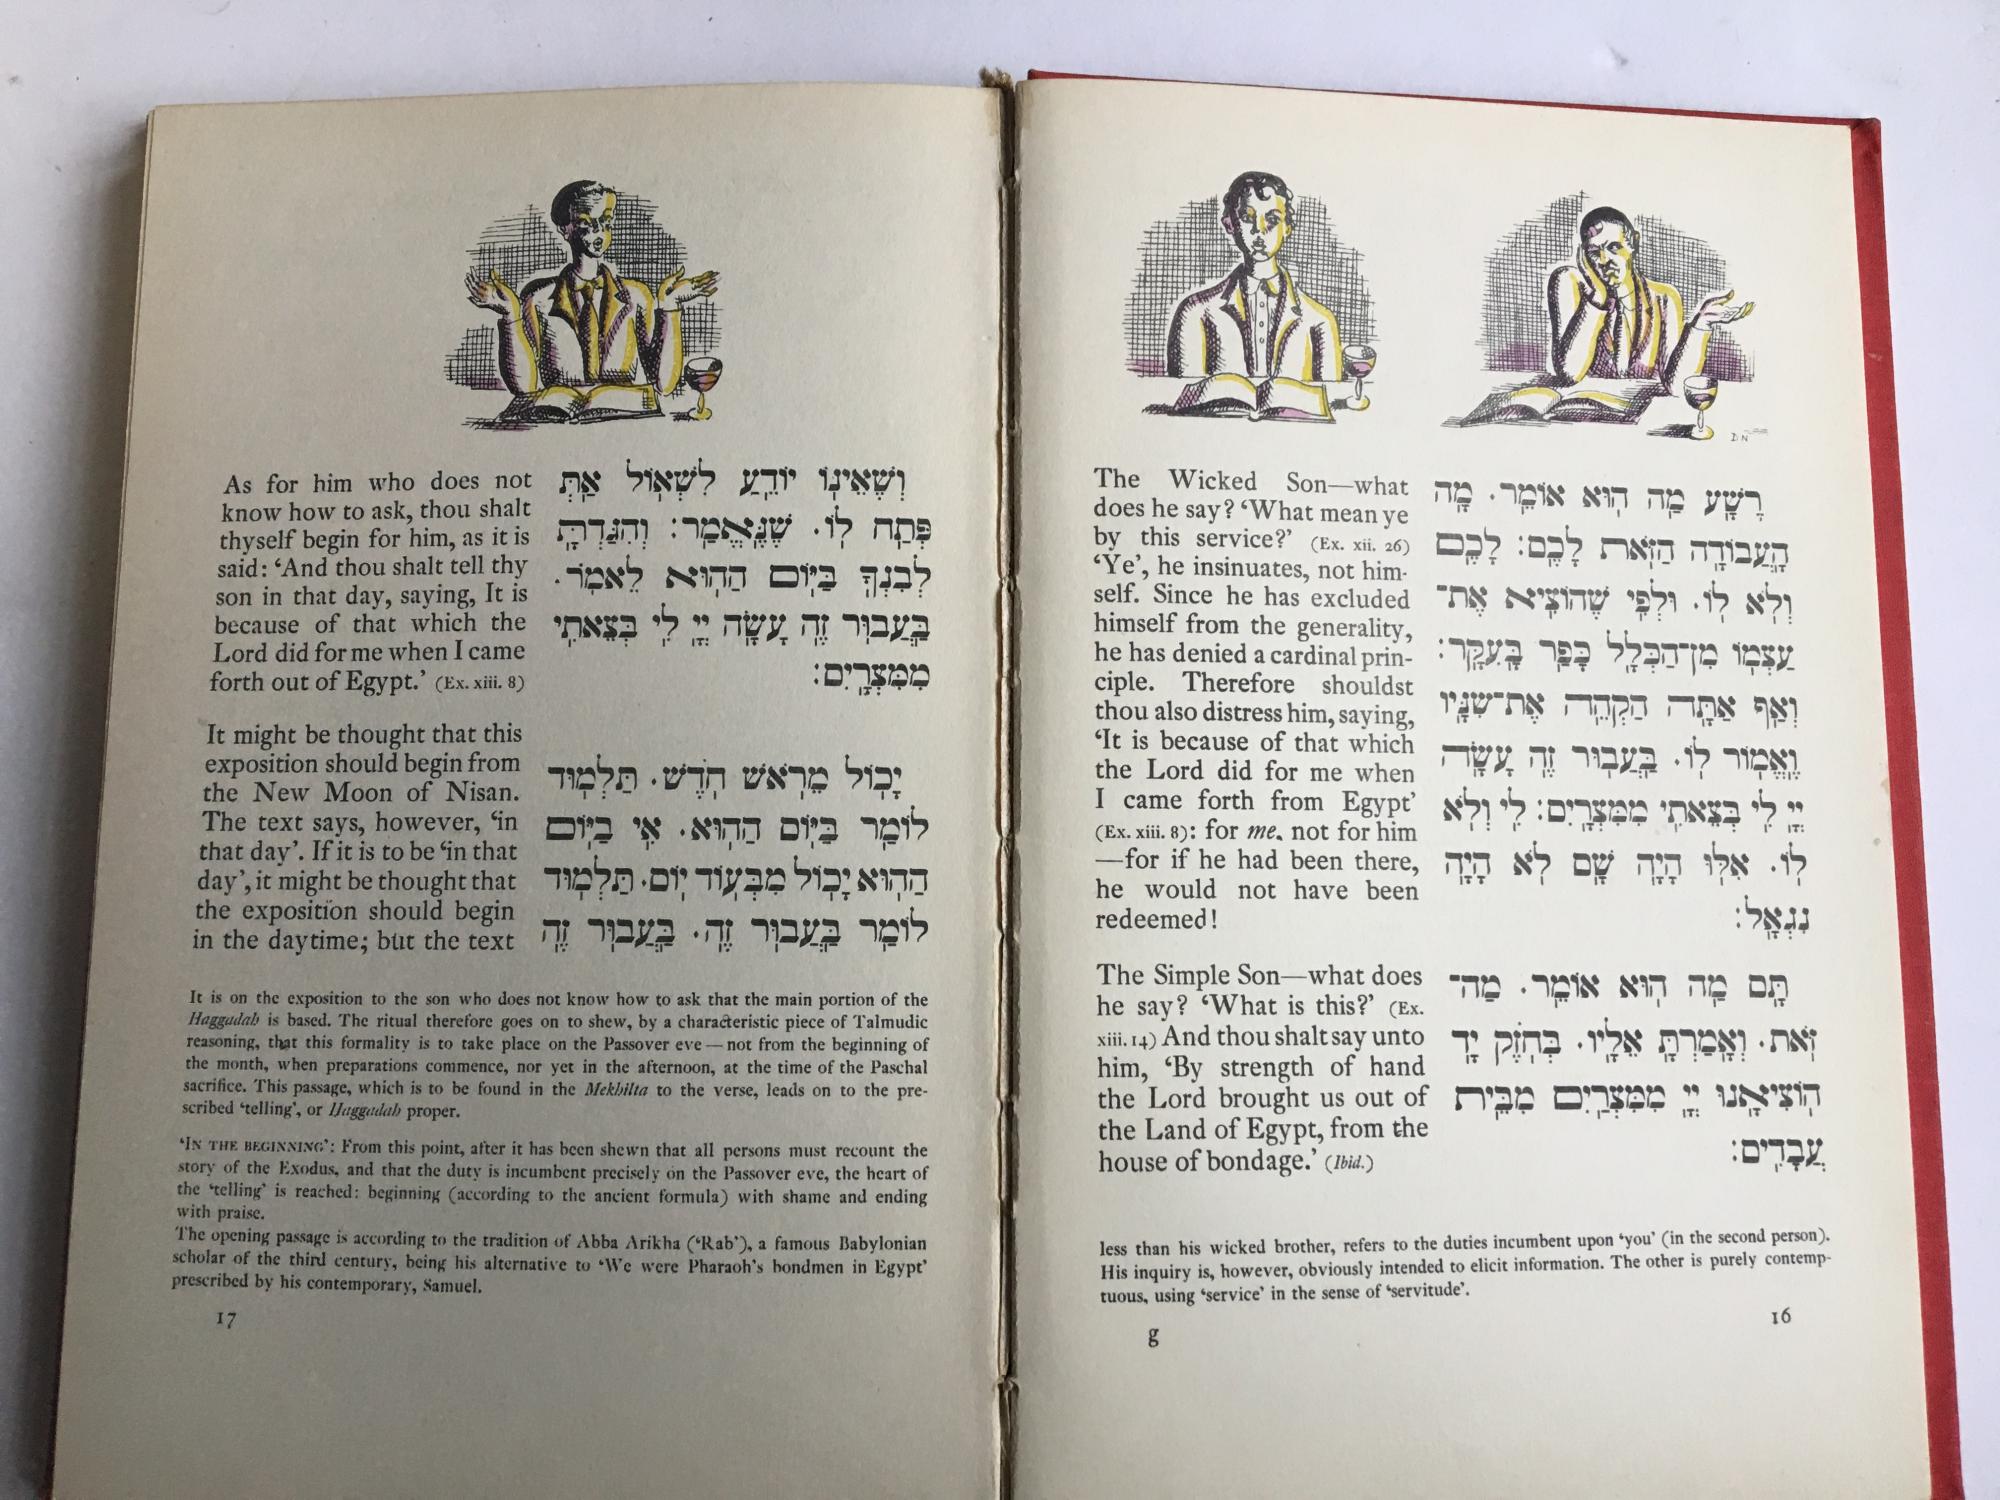 D N
The Wicked Son—what
does he say? ‘What mean ye
by this service?’ (Ex. xii. 26)
‘Ye’, he insinuates, not him-
self. Since he has excluded
himself from the generality,
he has denied a cardinal prin-
ciple. Therefore shouldst
thou also distress him, saying,
‘It is because of that which
the Lord did for me when
I came forth from Egypt’
(Ex. xiii. 8): for me, not for him
—for if he had been there,
he would not have been
redeemed!
רָשָׁע מַה הוּא אוֹמֵר. מָה
הָעֲבוֹדָה הַזֹּאת לָכֶם: לָכֶם
וְלֹא לוֹ. וּלְפִי שֶׁהוֹצִיא אֶת־
עַצְמוֹ מִן־הַכְּלָל כָּפַר בָּעִקָּר:
וְאַף אַתָּה הַקְהֵה אֶת־שִׁנָּיו
וֶאֱמוֹר לוֹ. בַּעֲבוּר זֶה עָשָׂה
יְיָ לִי בְּצֵאתִי מִמִּצְרָיִם: לִי וְלֹא
לוֹ. אִלּוּ הָיָה שָׁם לֹא הָיָה
נִגְאָל:
The Simple Son—what does
he say? ‘What is this?’ (Ex.
xiii. 14) And thou shalt say unto
him, ‘By strength of hand
the Lord brought us out of
the Land of Egypt, from the
house of bondage.’ (Ibid.)
תָּם מַה הוּא אוֹמֵר. מַה־
זֹּאת. וְאָמַרְתָּ אֵלָיו. בְּחֹזֶק יָד
הוֹצִיאָנוּ יְיָ מִמִּצְרַיִם מִבֵּית
עֲבָדִים:
less than his wicked brother, refers to the duties incumbent upon ‘you’ (in the second person).
His inquiry is, however, obviously intended to elicit information. The other is purely contemp-
tuous, using ‘service’ in the sense of ‘servitude’.
16
g
As for him who does not
know how to ask, thou shalt
thyself begin for him, as it is
said: ‘And thou shalt tell thy
son in that day, saying, It is
because of that which the
Lord did for me when I came
forth out of Egypt.’ (Ex. xiii. 8)
וְשֶׁאֵינוֹ יוֹדֵעַ לִשְׁאוֹל אַתְּ
פְּתַח לוֹ. שֶׁנֶּאֱמַר: וְהִגַּדְתָּ
לְבִנְךָ בַּיּוֹם הַהוּא לֵאמֹר.
בַּעֲבוּר זֶה עָשָׂה יְיָ לִי בְּצֵאתִי
מִמִּצְרָיִם:
It might be thought that this
exposition should begin from
the New Moon of Nisan.
The text says, however, ‘in
that day’. If it is to be ‘in that
day’, it might be thought that
the exposition should begin
in the daytime; but the text
יָכוֹל מֵרֹאשׁ חֹדֶשׁ. תַּלְמוּד
לוֹמַר בַּיּוֹם הַהוּא. אִי בַּיּוֹם
הַהוּא יָכוֹל מִבְּעוֹד יוֹם. תַּלְמוּד
לוֹמַר בַּעֲבוּר זֶה. בַּעֲבוּר זֶה
It is on the exposition to the son who does not know how to ask that the main portion of the
Haggadah is based. The ritual therefore goes on to shew, by a characteristic piece of Talmudic
reasoning, that this formality is to take place on the Passover eve — not from the beginning of
the month, when preparations commence, nor yet in the afternoon, at the time of the Paschal
sacrifice. This passage, which is to be found in the Mekhilta to the verse, leads on to the pre-
scribed ‘telling’, or Haggadah proper.
‘IN THE BEGINNING’: From this point, after it has been shewn that all persons must recount the
story of the Exodus, and that the duty is incumbent precisely on the Passover eve, the heart of
the ‘telling’ is reached: beginning (according to the ancient formula) with shame and ending
with praise.
The opening passage is according to the tradition of Abba Arikha (‘Rab’), a famous Babylonian
scholar of the third century, being his alternative to ‘We were Pharaoh’s bondmen in Egypt’
prescribed by his contemporary, Samuel.
17